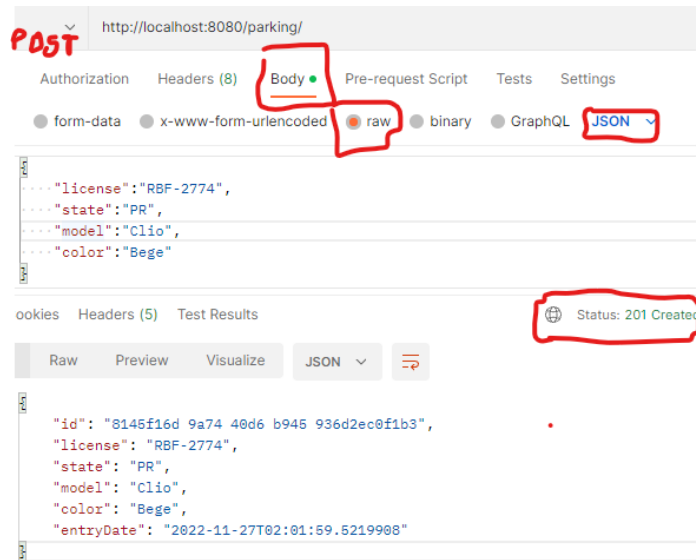 POST
http://localhost:8080/parking/
Authorization Headers (8) Body Pre-request Script Tests Settings
form-data x-www-form-urlencoded raw binary GraphQL JSON
{
"license":"RBF-2774",
"state":"PR",
"model":"Clio",
"color":"Bege"
}
ookies Headers (5) Test Results Status: 201 Created
Raw Preview Visualize JSON
{
"id": "8145f16d 9a74 40d6 b945 936d2ec0f1b3",
"license": "RBF-2774",
"state": "PR",
"model": "Clio",
"color": "Bege",
"entryDate": "2022-11-27T02:01:59.5219908"
}